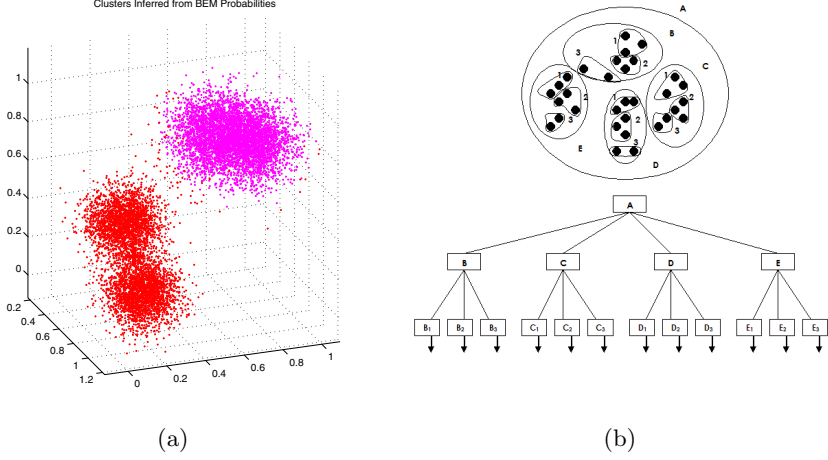 Clusters Inferred from BEM Probabilities
1
0.8
0.6
0.4
0.2
0
0.2
0.4
0.6
0.8
1
1.2
0
0.2
0.4
0.6
0.8
1
(a)
A
B
1
3
2
C
1
2
3
1
2
3
1
2
3
E
D
A
B
C
D
E
B1
B2
B3
C1
C2
C3
D1
D2
D3
E1
E2
E3
(b)